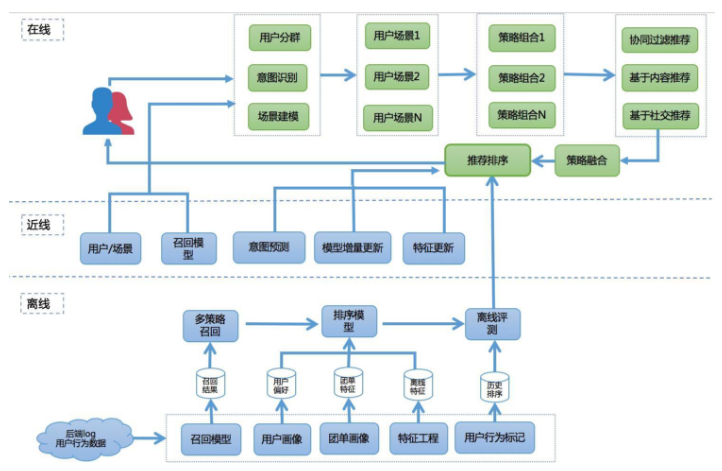 在线
用户分群
意图识别
场景建模
用户场景1
用户场景2
用户场景N
策略组合1
策略组合2
策略组合N
协同过滤推荐
基于内容推荐
基于社交推荐
推荐排序
策略融合
近线
用户/场景
召回模
型
意图预测
模型增量更新
特征更新
离线
多策略
召回
排序模
型
离线评
测
召回
结果
用户
偏好
团单
特征
离线
特征
历史
排序
后端log
用户行为数据
召回模型
用户画像
团单画像
特征工程
用户行为标记